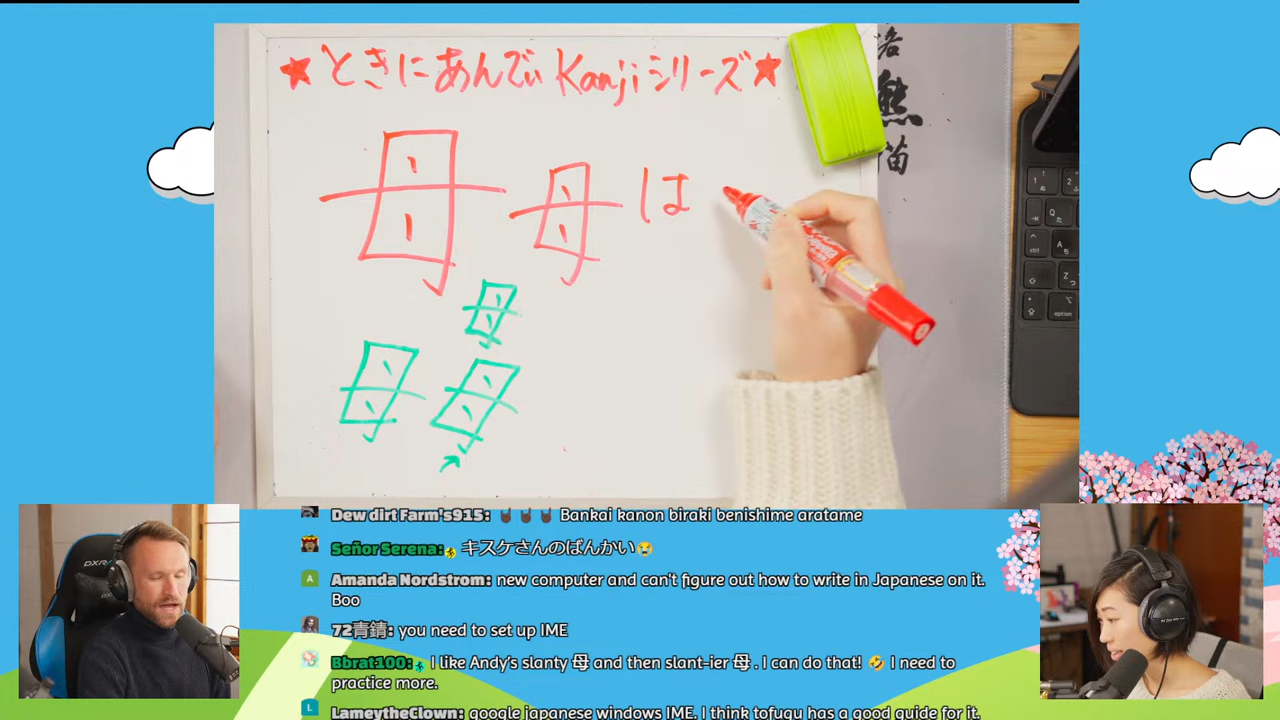 ★ときにあんでぃKanjiシリーズ★
母 母は
母
母 母
熊
猫
DXR
Dew dirt Farm's915: Bankai kanon biraki benishime aratame
Señor Serena: キスケさんのばんかい😭
A Amanda Nordstrom: new computer and can't figure out how to write in Japanese on it.
Boo
72青錆: you need to set up IME
Bbrat100: I like Andy's slanty 母 and then slant-ier 母 . I can do that! 🤣 I need to
practice more.
L LameytheClown: google japanese windows IME. I think tofugu has a good guide for it.